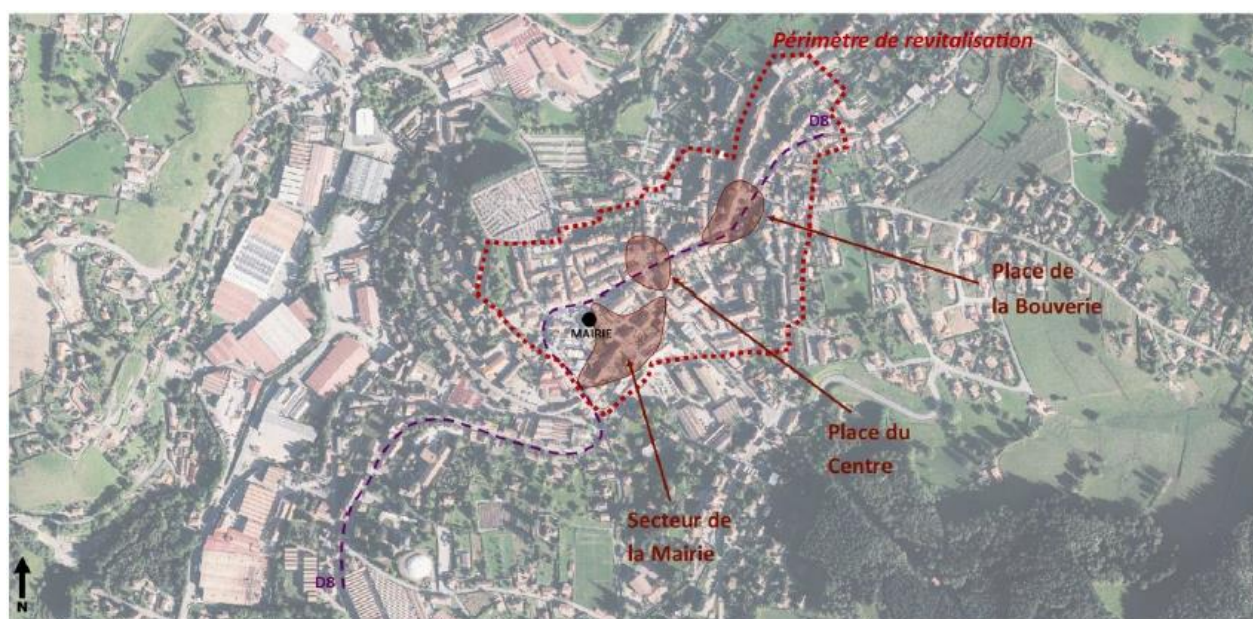 Périmètre de revitalisation
D8
Place de
la Bouverie
MAIRIE
Place du
Centre
Secteur de
la Mairie
D8
N